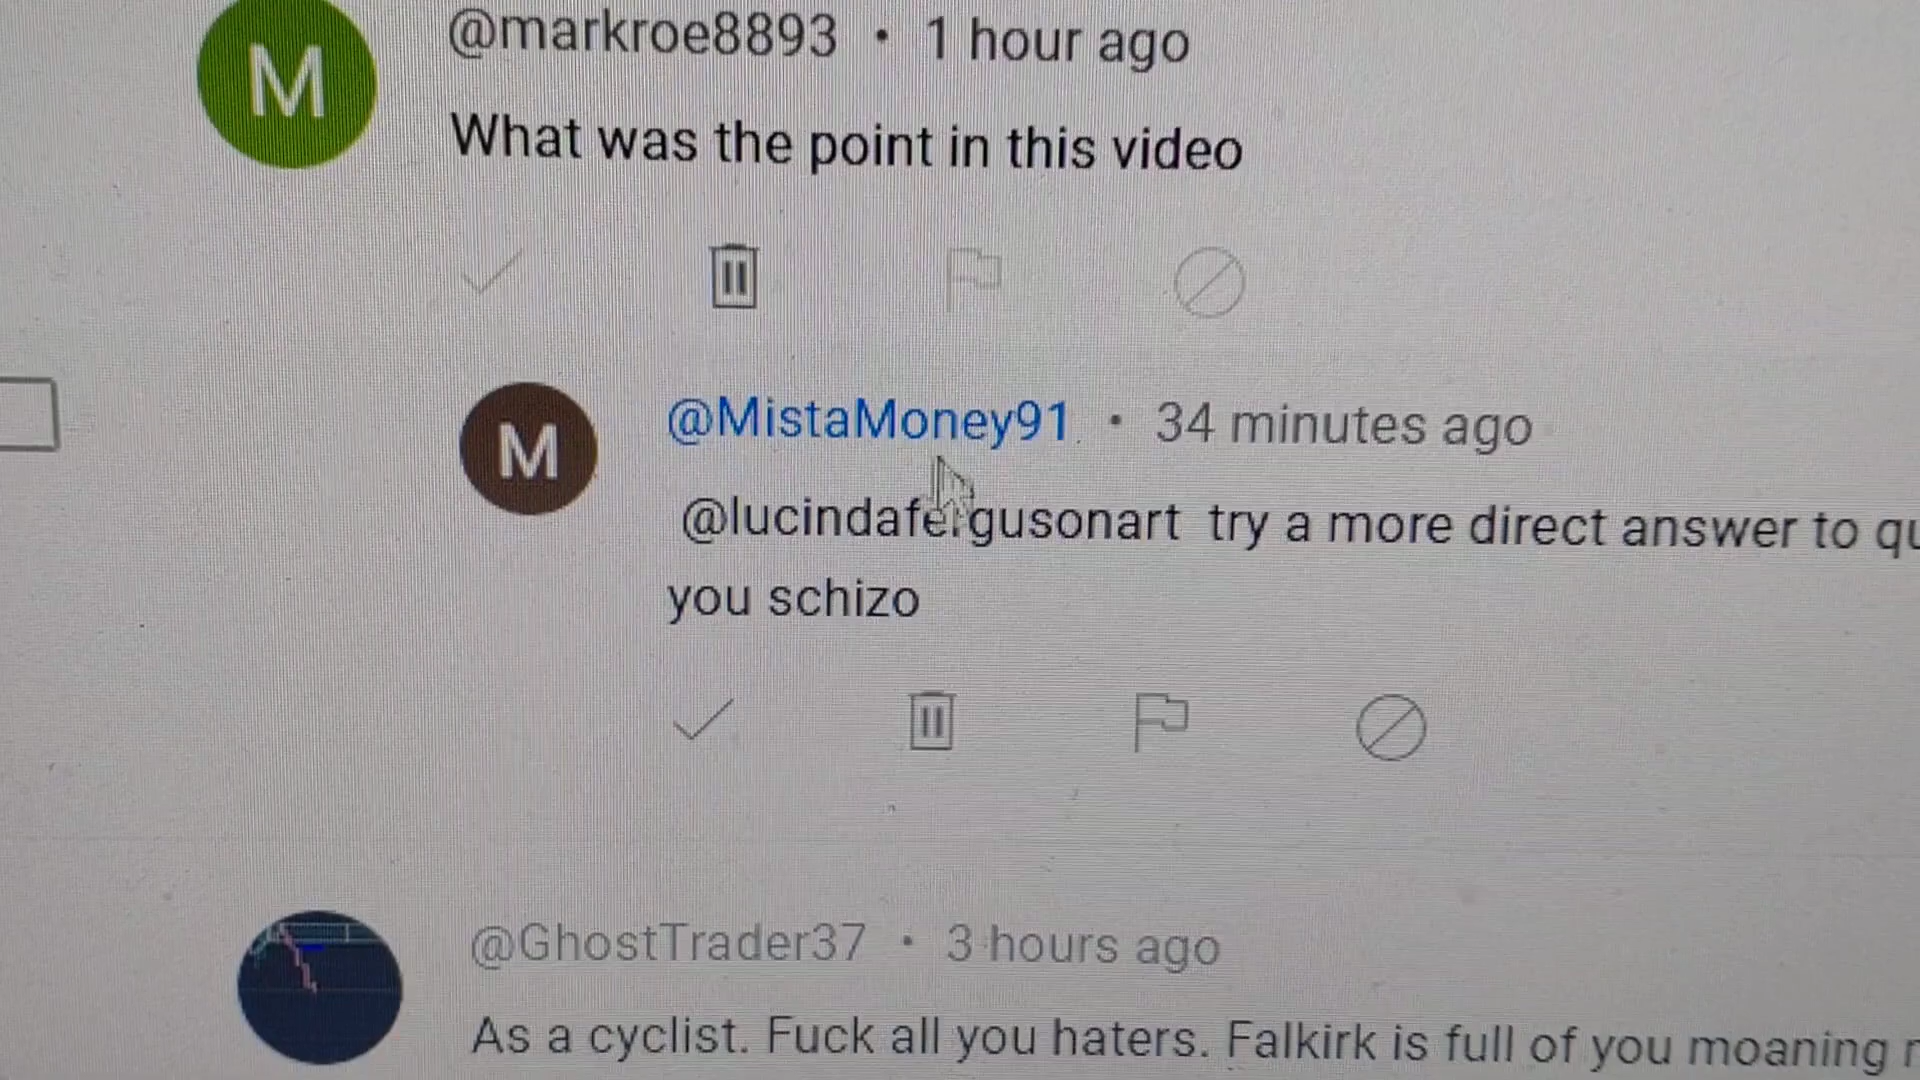 M
@markroe8893 • 1 hour ago
What was the point in this video
M
@MistaMoney91 • 34 minutes ago
@lucindafergusonart try a more direct answer to
you schizo
@GhostTrader37 • 3 hours ago
As a cyclist. Fuck all you haters. Falkirk is full of you moaning